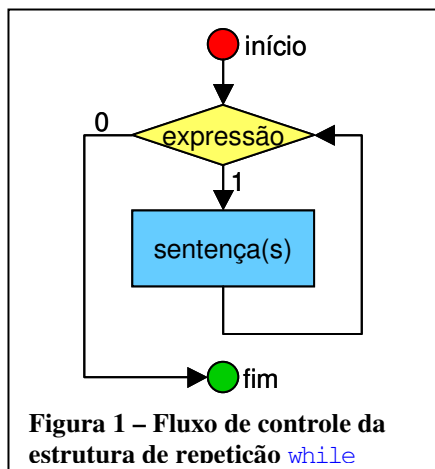 início
0
expressão
1
sentença(s)
fim
Figura 1 – Fluxo de controle da
estrutura de repetição while